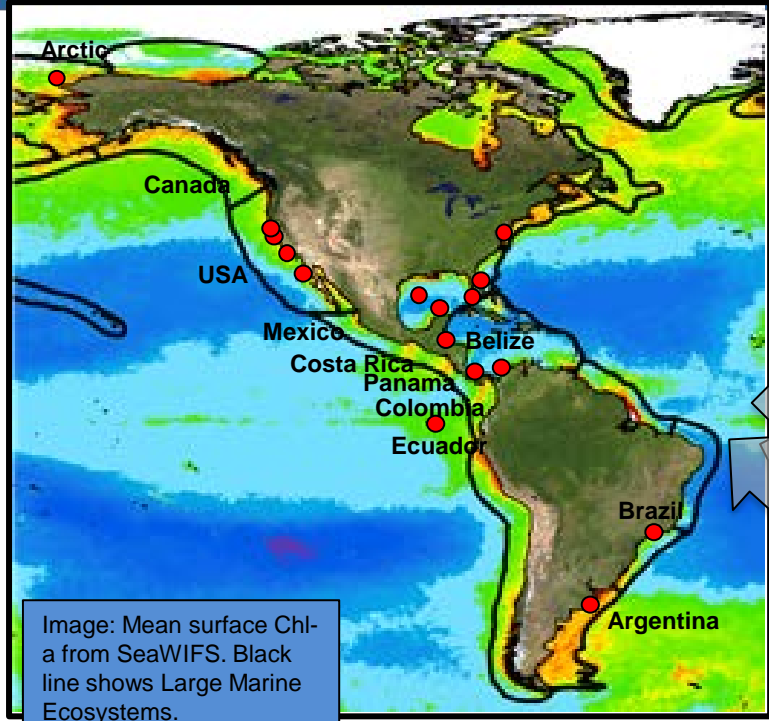 Arctic
Canada
USA
Mexico
Belize
Costa Rica
Panama
Colombia
Ecuador
Brazil
Argentina
Image: Mean surface Chl-
a from SeaWIFS. Black
line shows Large Marine
Ecosystems.